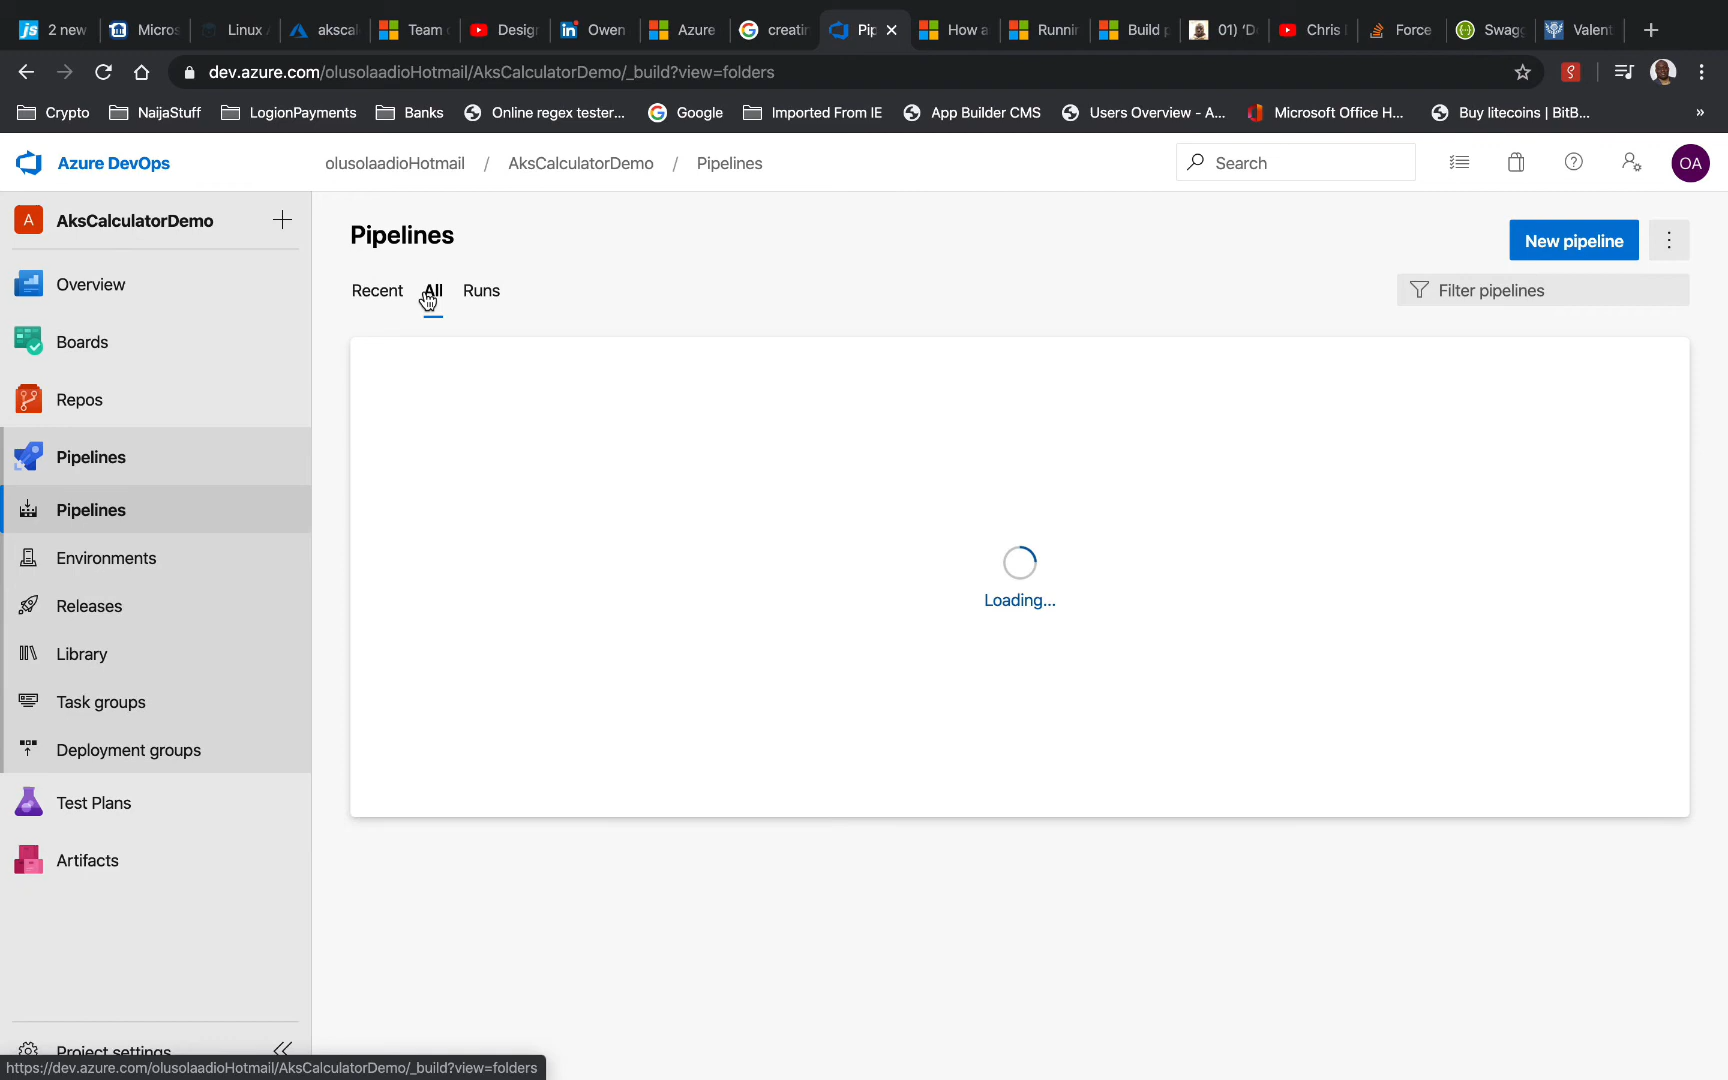 2 new
Micros
Linux
akscal
Team
Desig
Owen
Azure
creatin
Pip
How a
Runnin
Build p
01) 'D
Chris
Force
Swagg
Valent
dev.azure.com/olusolaadioHotmail/AksCalculatorDemo/_build?view=folders
Crypto
NaijaStuff
LogionPayments
Banks
Online regex tester...
Google
Imported From IE
App Builder CMS
Users Overview - A...
Microsoft Office H...
Buy litecoins | BitB...
»
Azure DevOps
olusolaadioHotmail / AksCalculatorDemo / Pipelines
Search
OA
A AksCalculatorDemo
Overview
Boards
Repos
Pipelines
Pipelines
Environments
Releases
Library
Task groups
Deployment groups
Test Plans
Artifacts
Project settings
Pipelines
New pipeline
Recent All Runs
Filter pipelines
Loading...
https://dev.azure.com/olusolaadioHotmail/AksCalculatorDemo/_build?view=folders